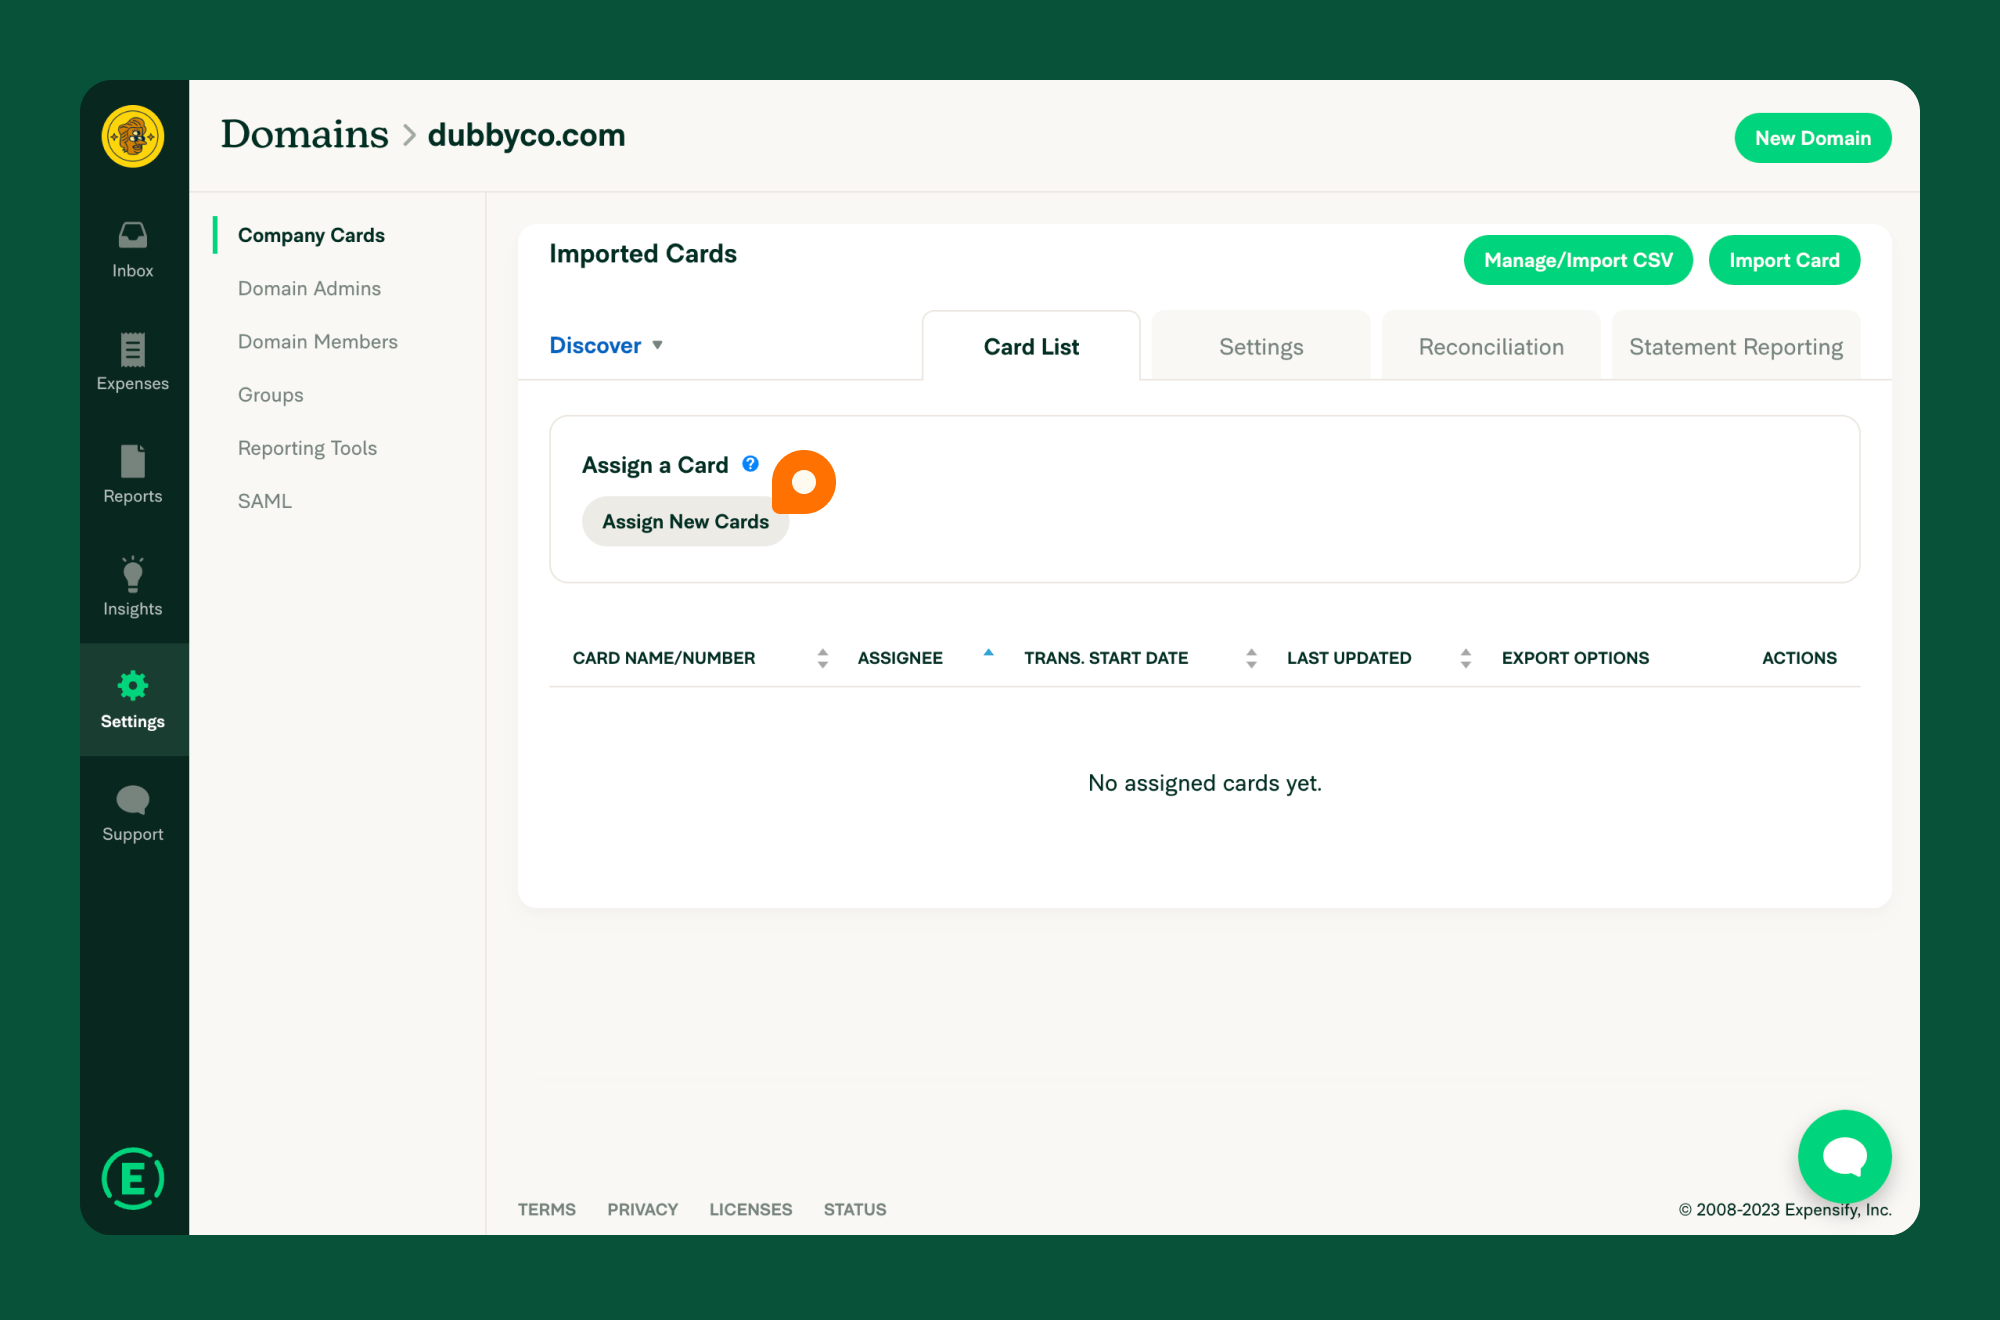 Domains > dubbyco.com
New Domain
Inbox
Expenses
Reports
Insights
Settings
Support
E
Company Cards
Domain Admins
Domain Members
Groups
Reporting Tools
SAML
Imported Cards
Manage/Import CSV
Import Card
Discover
Card List
Settings
Reconciliation
Statement Reporting
Assign a Card ?
Assign New Cards
CARD NAME/NUMBER ASSIGNEE TRANS. START DATE LAST UPDATED EXPORT OPTIONS ACTIONS
No assigned cards yet.
TERMS PRIVACY LICENSES STATUS
© 2008-2023 Expensify, Inc.